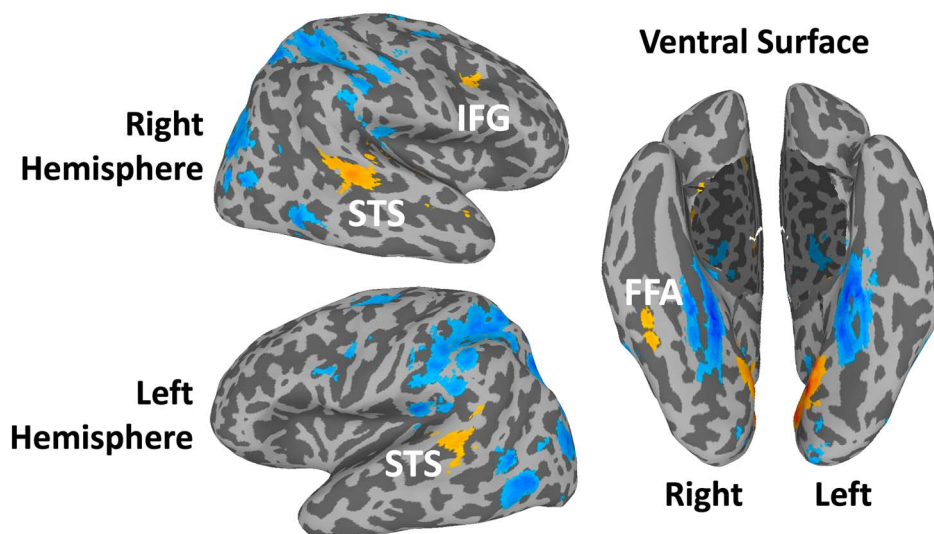 Right
Hemisphere
IFG
STS
Left
Hemisphere
STS
Ventral Surface
FFA
Right
Left